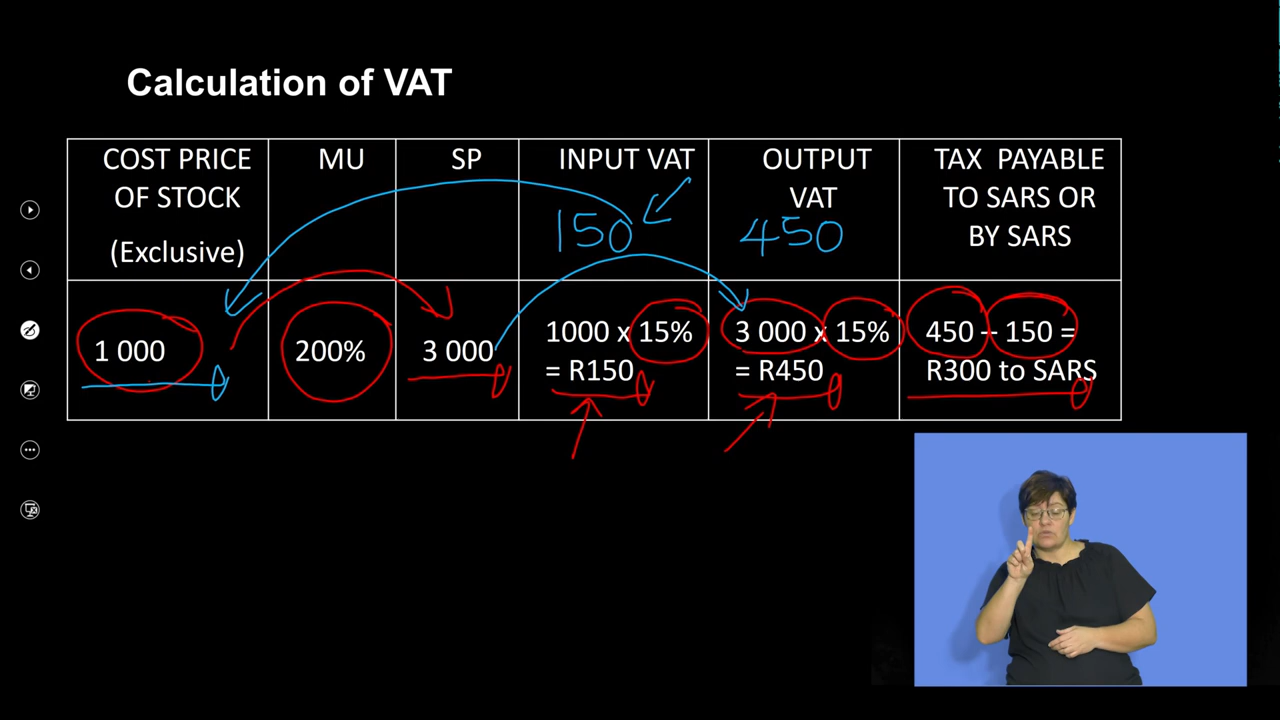 Calculation of VAT
COST PRICE
OF STOCK
(Exclusive)
MU
SP
INPUT VAT
150
OUTPUT
VAT
450
TAX PAYABLE
TO SARS OR
BY SARS
1 000
200%
3 000
1000 x 15%
= R150
3 000 x 15%
= R450
450 – 150 =
R300 to SARS